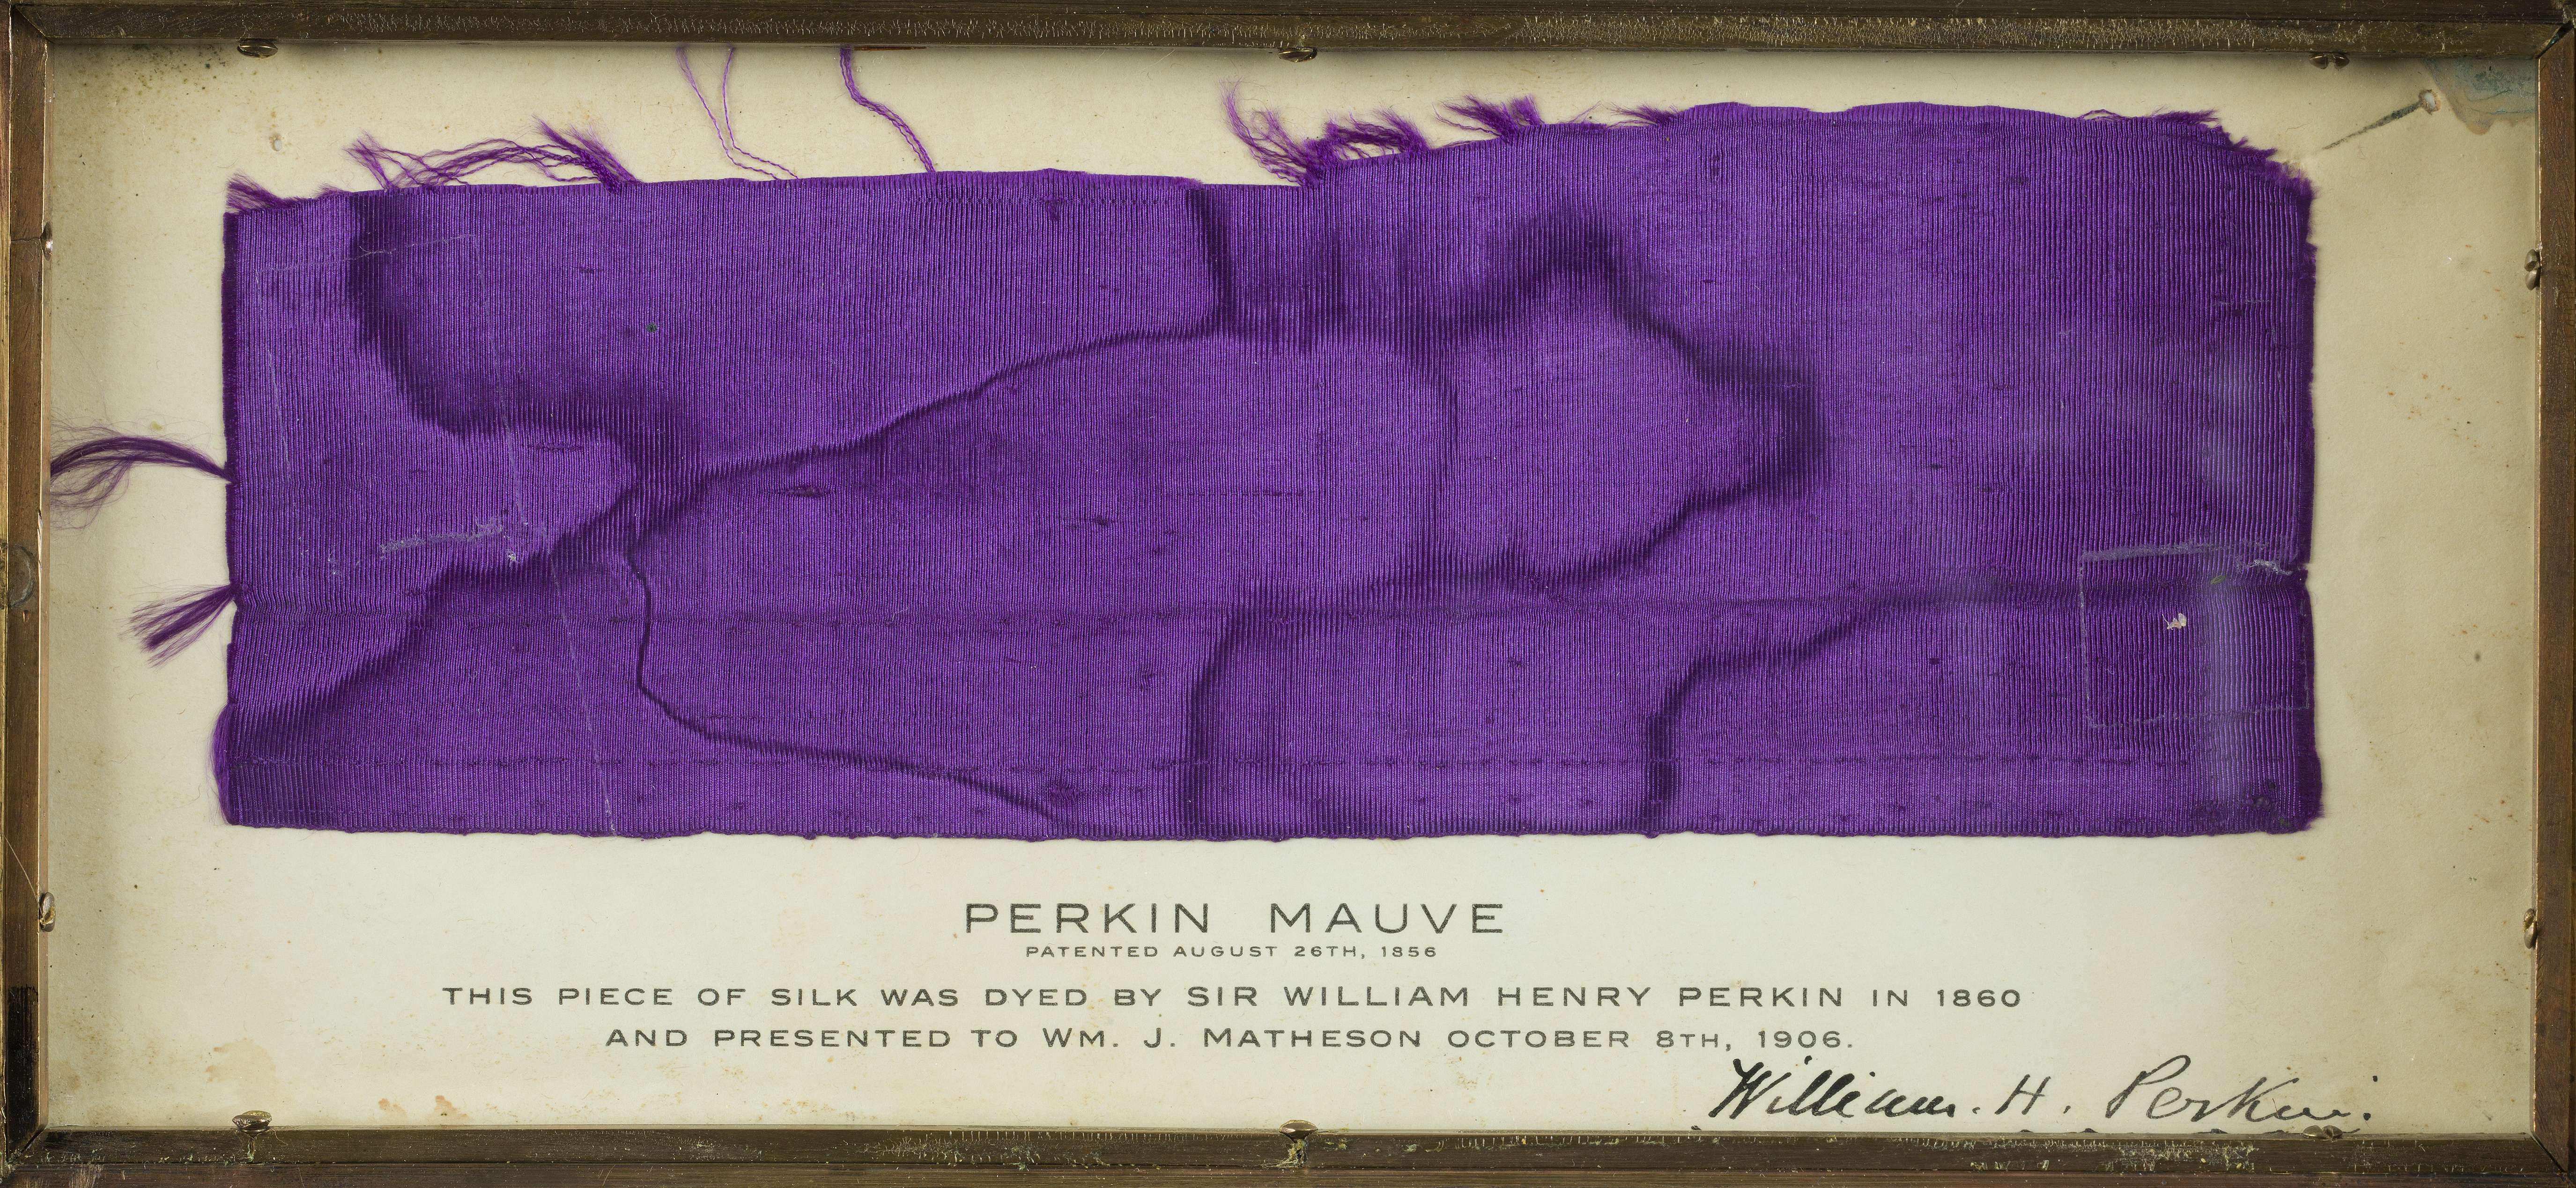 PERKIN MAUVE
PATENTED AUGUST 26TH, 1856
THIS PIECE OF SILK WAS DYED BY SIR WILLIAM HENRY PERKIN IN 1860
AND PRESENTED TO WM. J. MATHESON OCTOBER 8TH, 1906.
William. H. Perkin.